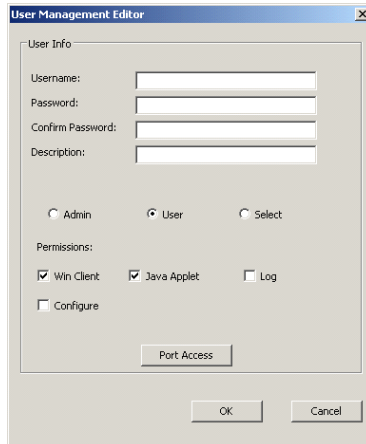 User Management Editor
User Info
Username:
Password:
Confirm Password:
Description:
Admin User Select
Permissions:
Win Client Java Applet Log
Configure
Port Access
OK Cancel